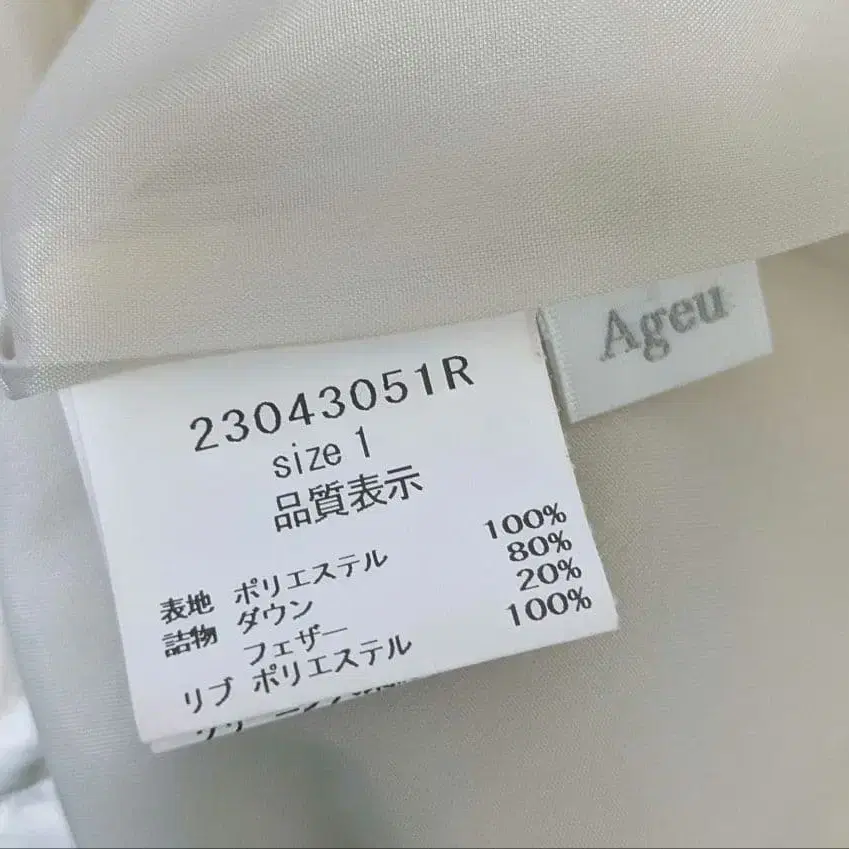 Ageu
23043051R
size 1
品質表示
表地 ポリエステル 100%
詰物 ダウン 80%
フェザー 20%
リブ ポリエステル 100%